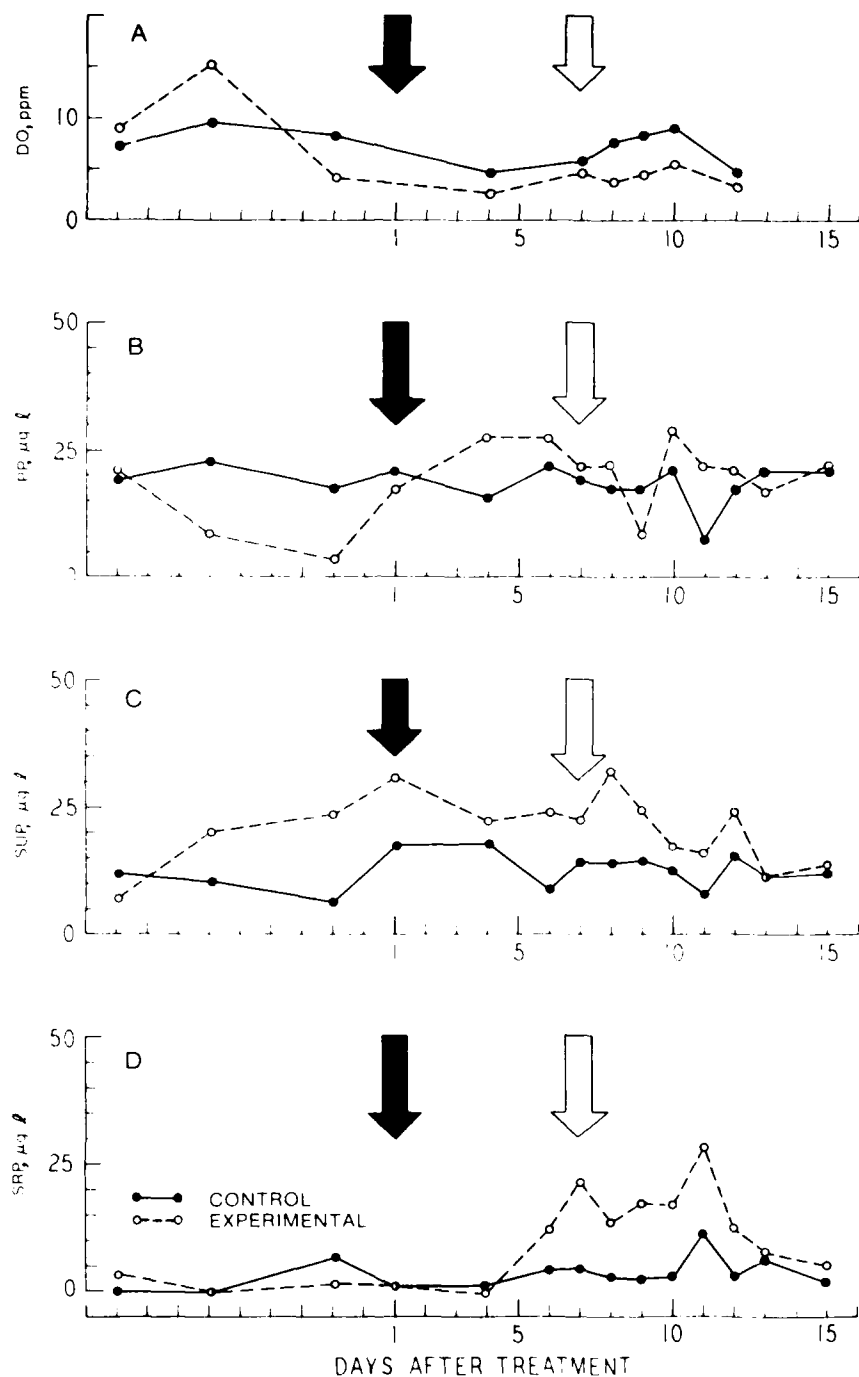 A
DO, ppm
10
0
1 5 10 15
B
50
PP, µg ℓ
25
0
1 5 10 15
C
50
SUP, µg ℓ
25
0
1 5 10 15
D
50
SRP, µg ℓ
25
0
CONTROL
EXPERIMENTAL
1 5 10 15
DAYS AFTER TREATMENT